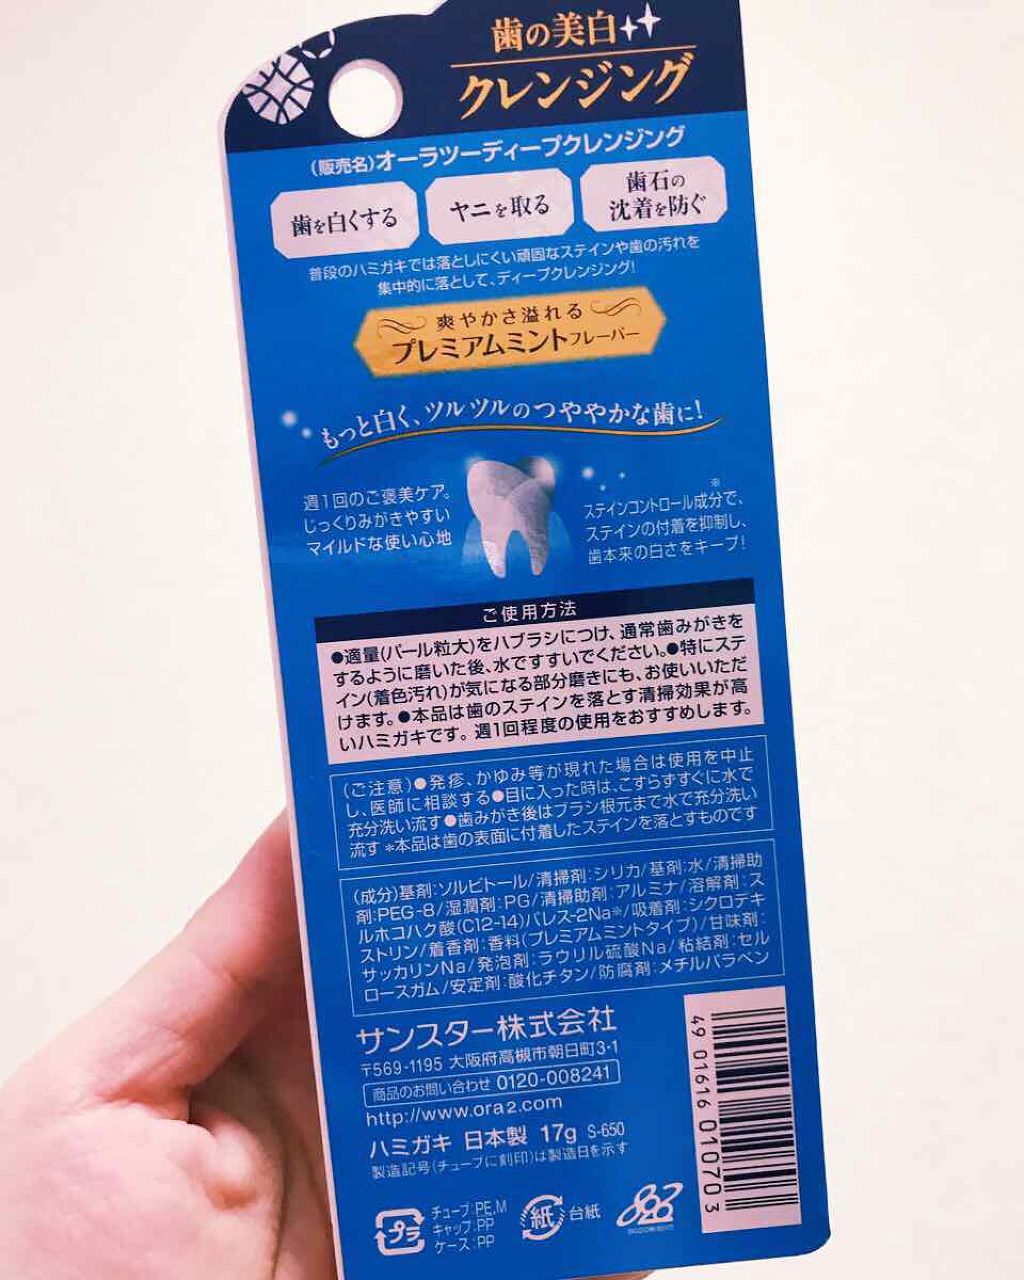 歯の美白
クレンジング
(販売名)オーラツーディープクレンジング
歯を白くする
ヤニを取る
歯石の
沈着を防ぐ
普段のハミガキでは落としにくい頑固なステインや歯の汚れを
集中的に落として、ディープクレンジング!
爽やかさ溢れる
プレミアムミントフレーバー
もっと白く、ツルツルのつややかな歯に!
週1回のご褒美ケア。
じっくりみがきやすい
マイルドな使い心地
※
ステインコントロール成分で、
ステインの付着を抑制し、
歯本来の白さをキープ!
ご使用方法
●適量(パール粒大)をハブラシにつけ、通常歯みがきを
するように磨いた後、水ですすいでください。●特にステ
イン(着色汚れ)が気になる部分磨きにも、お使いいただ
けます。●本品は歯のステインを落とす清掃効果が高
いハミガキです。週1回程度の使用をおすすめします。
(ご注意)●発疹、かゆみ等が現れた場合は使用を中止
し、医師に相談する●目に入った時は、こすらずすぐに水で
充分洗い流す●歯みがき後はブラシ根元まで水で充分洗い
流す *本品は歯の表面に付着したステインを落とすものです
(成分)基剤:ソルビトール/清掃剤:シリカ/基剤:水/清掃助
剤:PEG-8/湿潤剤:PG/清掃助剤:アルミナ/溶解剤:ス
ルホコハク酸(C12-14)パレス-2Na※/吸着剤:シクロデキ
ストリン/着香剤:香料(プレミアムミントタイプ)/甘味剤:
サッカリンNa/発泡剤:ラウリル硫酸Na/粘結剤:セル
ロースガム/安定剤:酸化チタン/防腐剤:メチルパラベン
サンスター株式会社
〒569-1195 大阪府高槻市朝日町3-1
商品のお問い合わせ 0120-008241
http://www.ora2.com
ハミガキ 日本製 17g S-650
製造記号(チューブに刻印)は製造日を示す
プラ
チューブ:PE,M
キャップ:PP
ケース:PP
紙 台紙
4901616010703